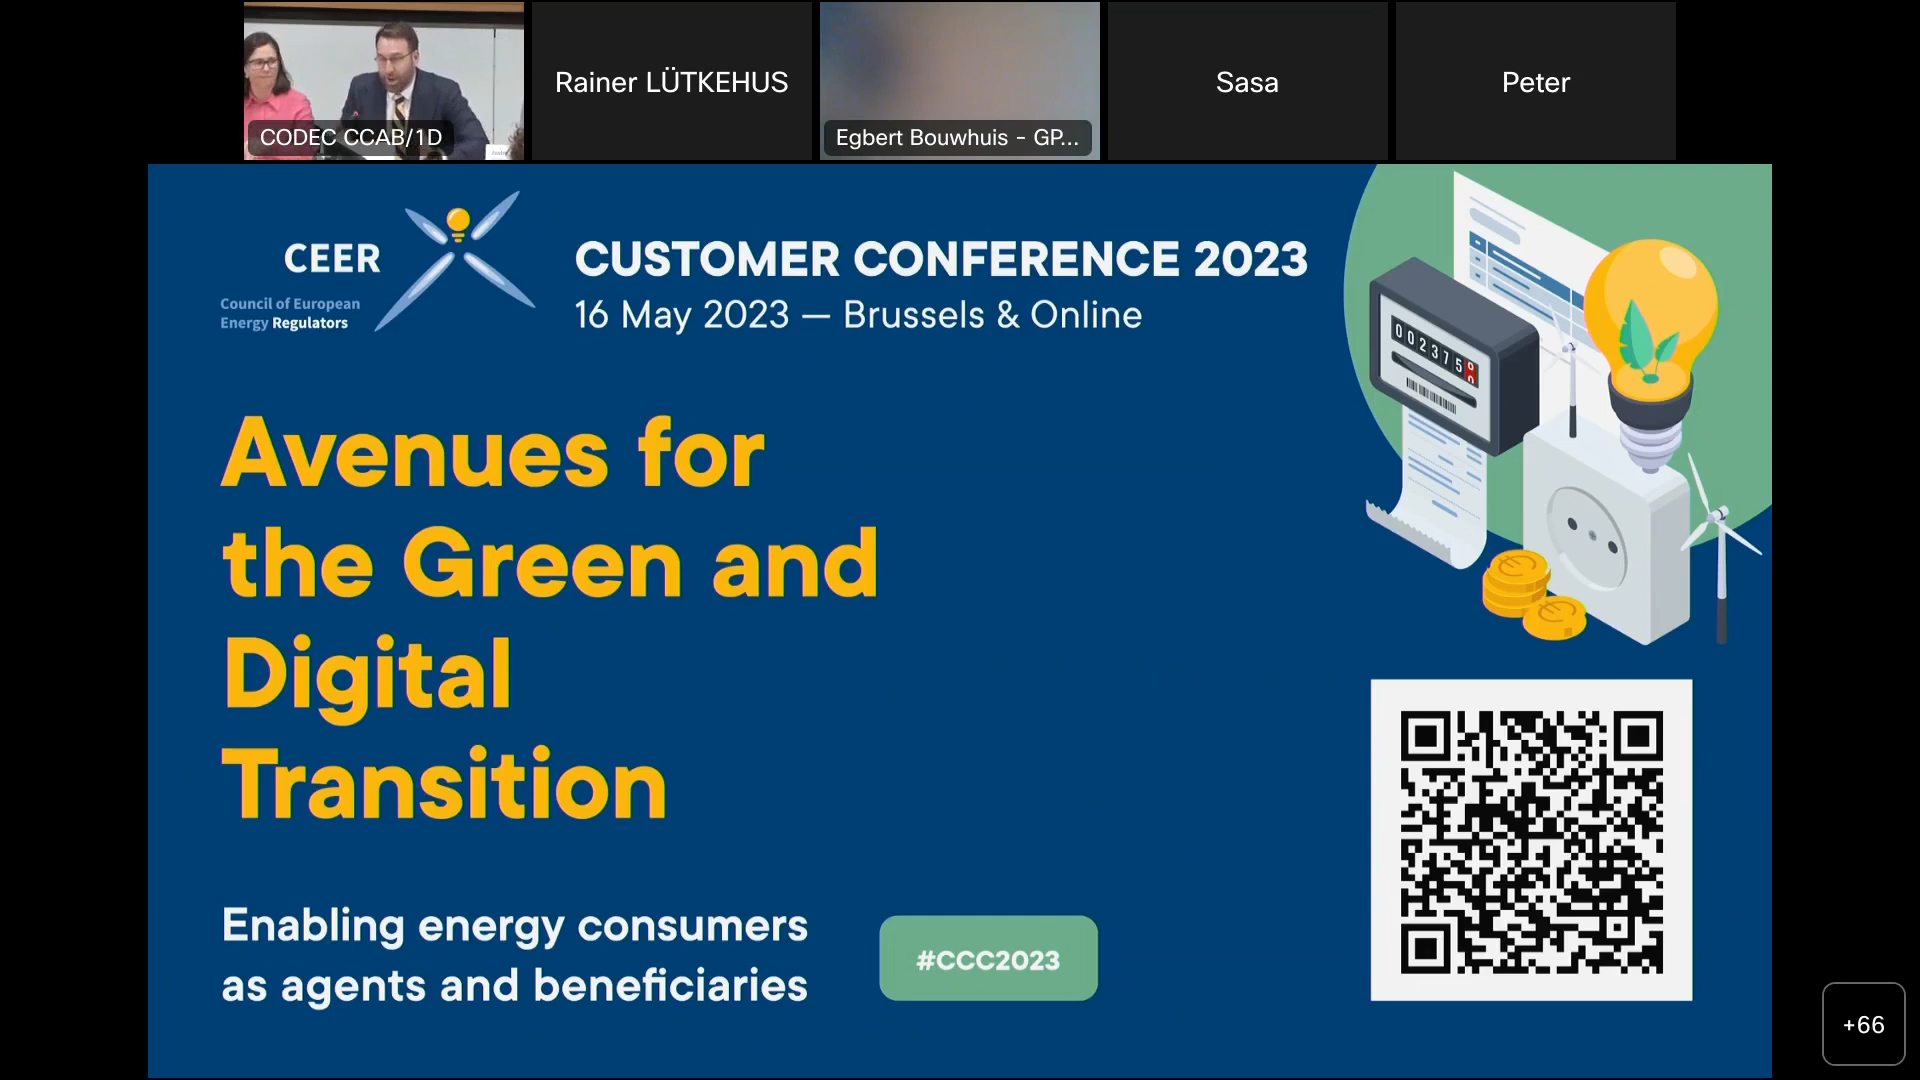 CODEC CCAB/1D
Rainer LÜTKEHUS
Egbert Bouwhuis - GP...
Sasa
Peter
CEER
Council of European
Energy Regulators
CUSTOMER CONFERENCE 2023
16 May 2023 — Brussels & Online
002375
Avenues for
the Green and
Digital
Transition
Enabling energy consumers
as agents and beneficiaries
#CCC2023
+66